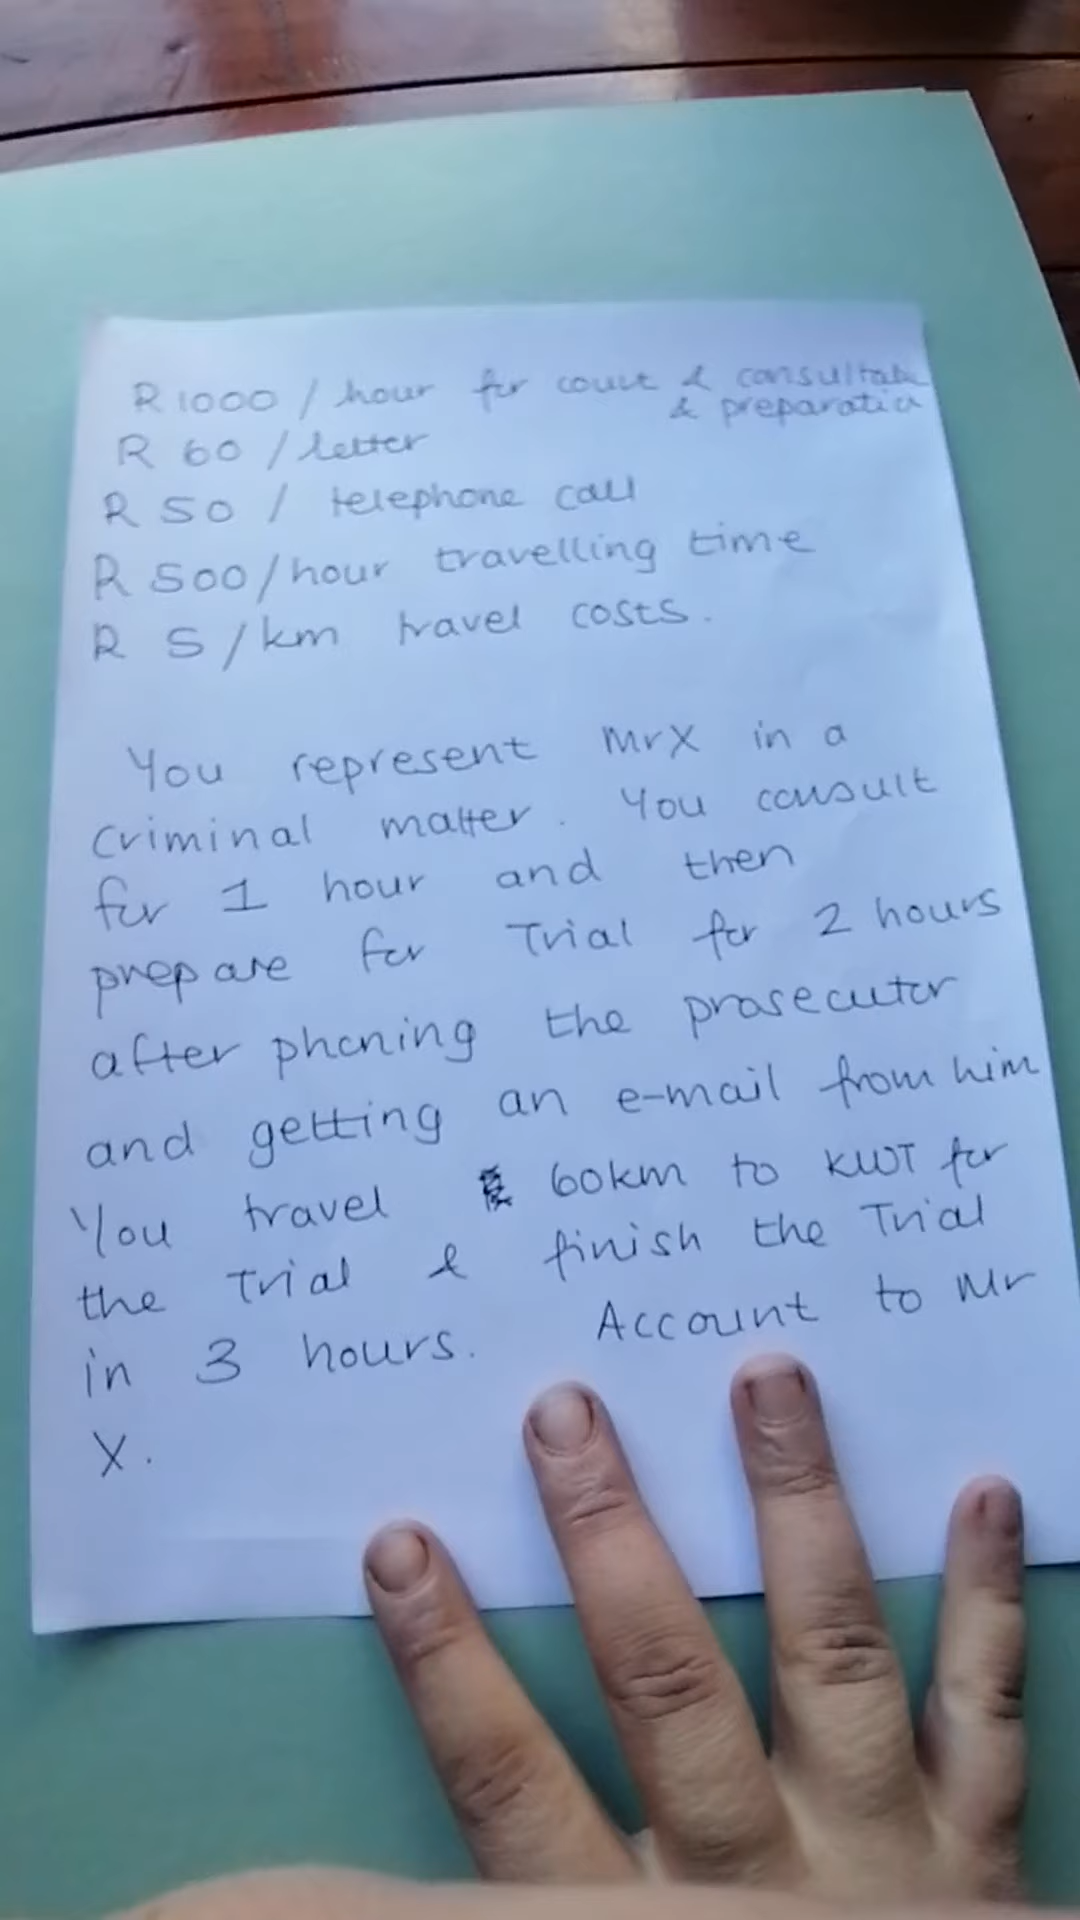 R 1000 / hour for court & consultatn
& preparation
R 60 / letter
R 50 / telephone call
R 500/hour travelling time
R 5/km travel costs.
You represent Mr X in a
criminal matter. You consult
for 1 hour and then
prepare for Trial for 2 hours
after phoning the prosecutor
and getting an e-mail from him
You travel 60km to KWT for
the Trial & finish the Trial
in 3 hours. Account to Mr
X.